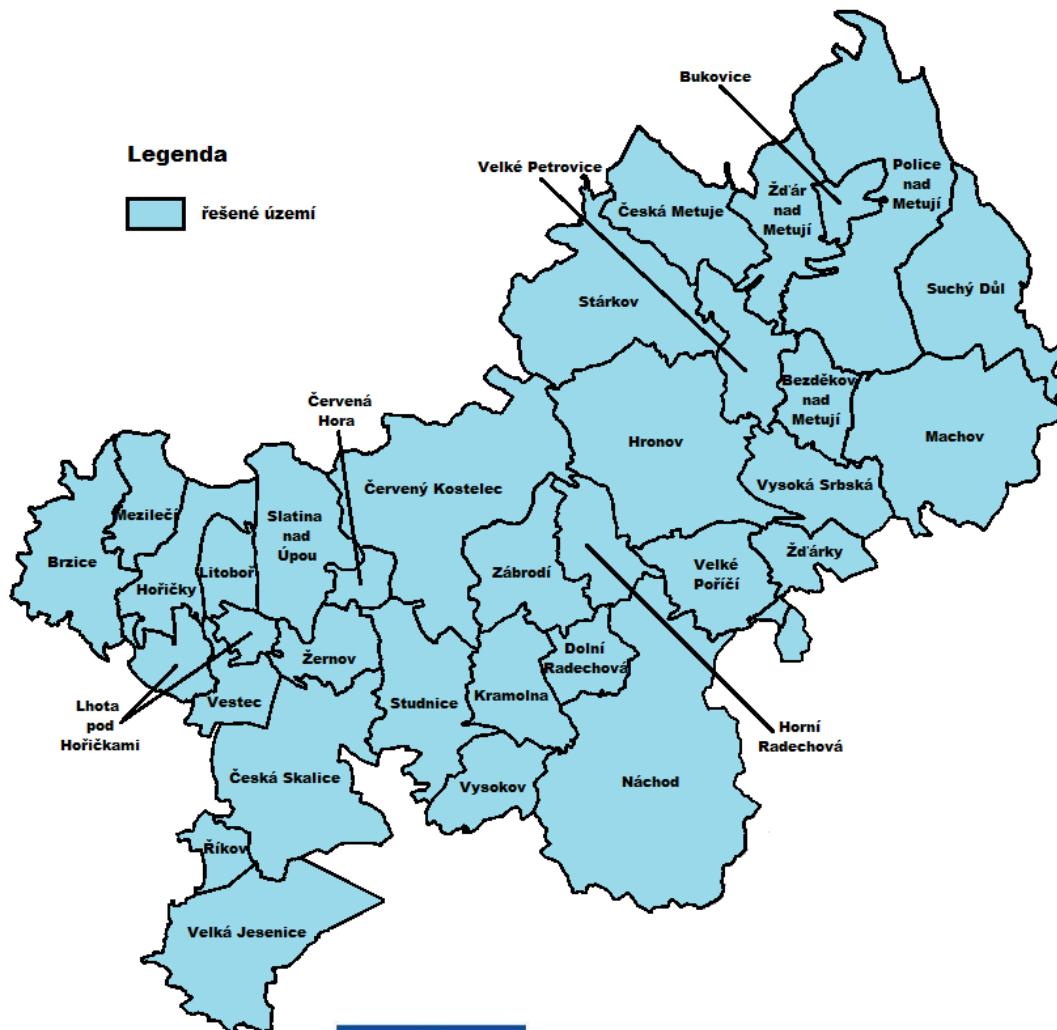 Bukovice
Legenda
Velké Petrovice
Police
nad
Metují
Žďár
nad
Metují
Česká Metuje
řešené území
Suchý Důl
Stárkov
Bezděkov
nad
Metují
Červená
Hora
Hronov
Machov
Červený Kostelec
Vysoká Srbská
Mezilečí
Slatina
nad
Úpou
Brzice
Litoboř
Hořičky
Zábrodí
Velké
Poříčí
Žďárky
Žernov
Dolní
Radechová
Kramolna
Studnice
Vestec
Lhota
pod
Hořičkami
Horní
Radechová
Česká Skalice
Vysokov
Náchod
Říkov
Velká Jesenice